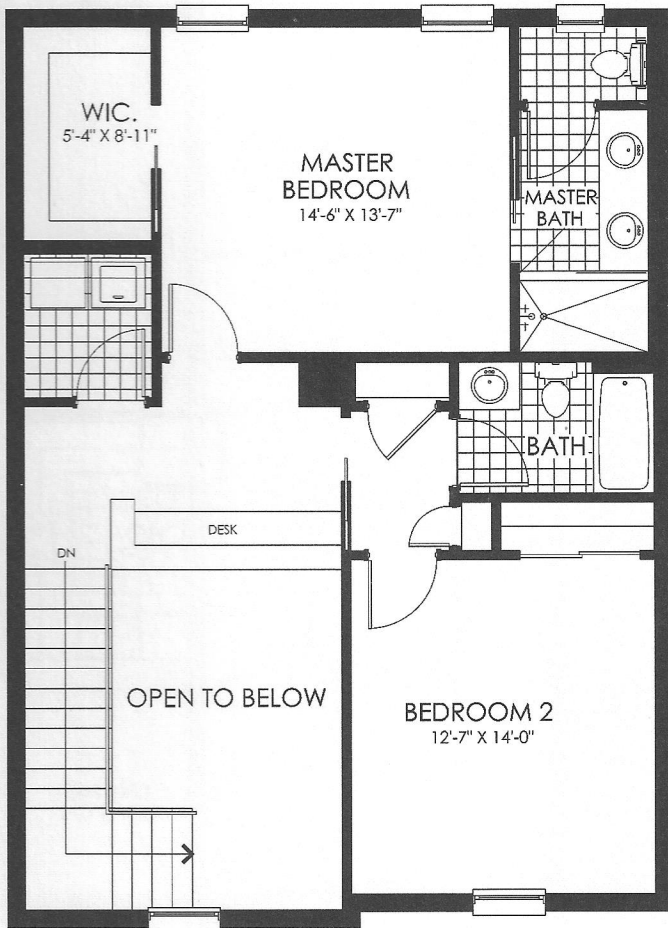 WIC.
5'-4" X 8'-11"
MASTER
BEDROOM
14'-6" X 13'-7"
MASTER
BATH
BATH
DESK
DN
OPEN TO BELOW
BEDROOM 2
12'-7" X 14'-0"